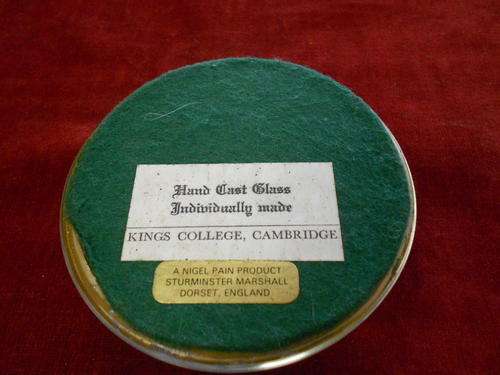 Hand Cast Glass
Individually made
KINGS COLLEGE, CAMBRIDGE
A NIGEL PAIN PRODUCT
STURMINSTER MARSHALL
DORSET, ENGLAND